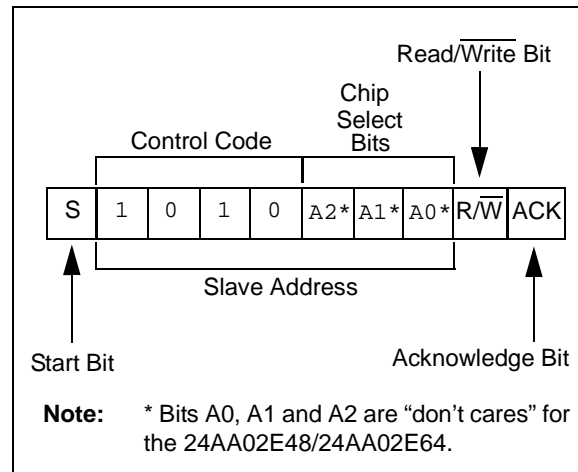 Read/Write Bit
Chip
Select
Bits
Control Code
S 1 0 1 0 A2* A1* A0* R/W ACK
Slave Address
Start Bit
Acknowledge Bit
Note: * Bits A0, A1 and A2 are “don’t cares” for
the 24AA02E48/24AA02E64.